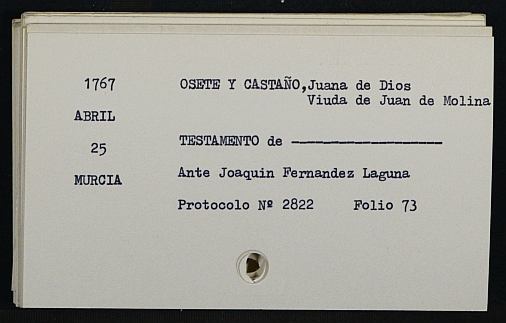 1767 OSETE Y CASTAÑO,Juana de Dios
Viuda de Juan de Molina
ABRIL
25 TESTAMENTO de -------------------
MURCIA Ante Joaquin Fernandez Laguna
Protocolo Nº 2822 Folio 73